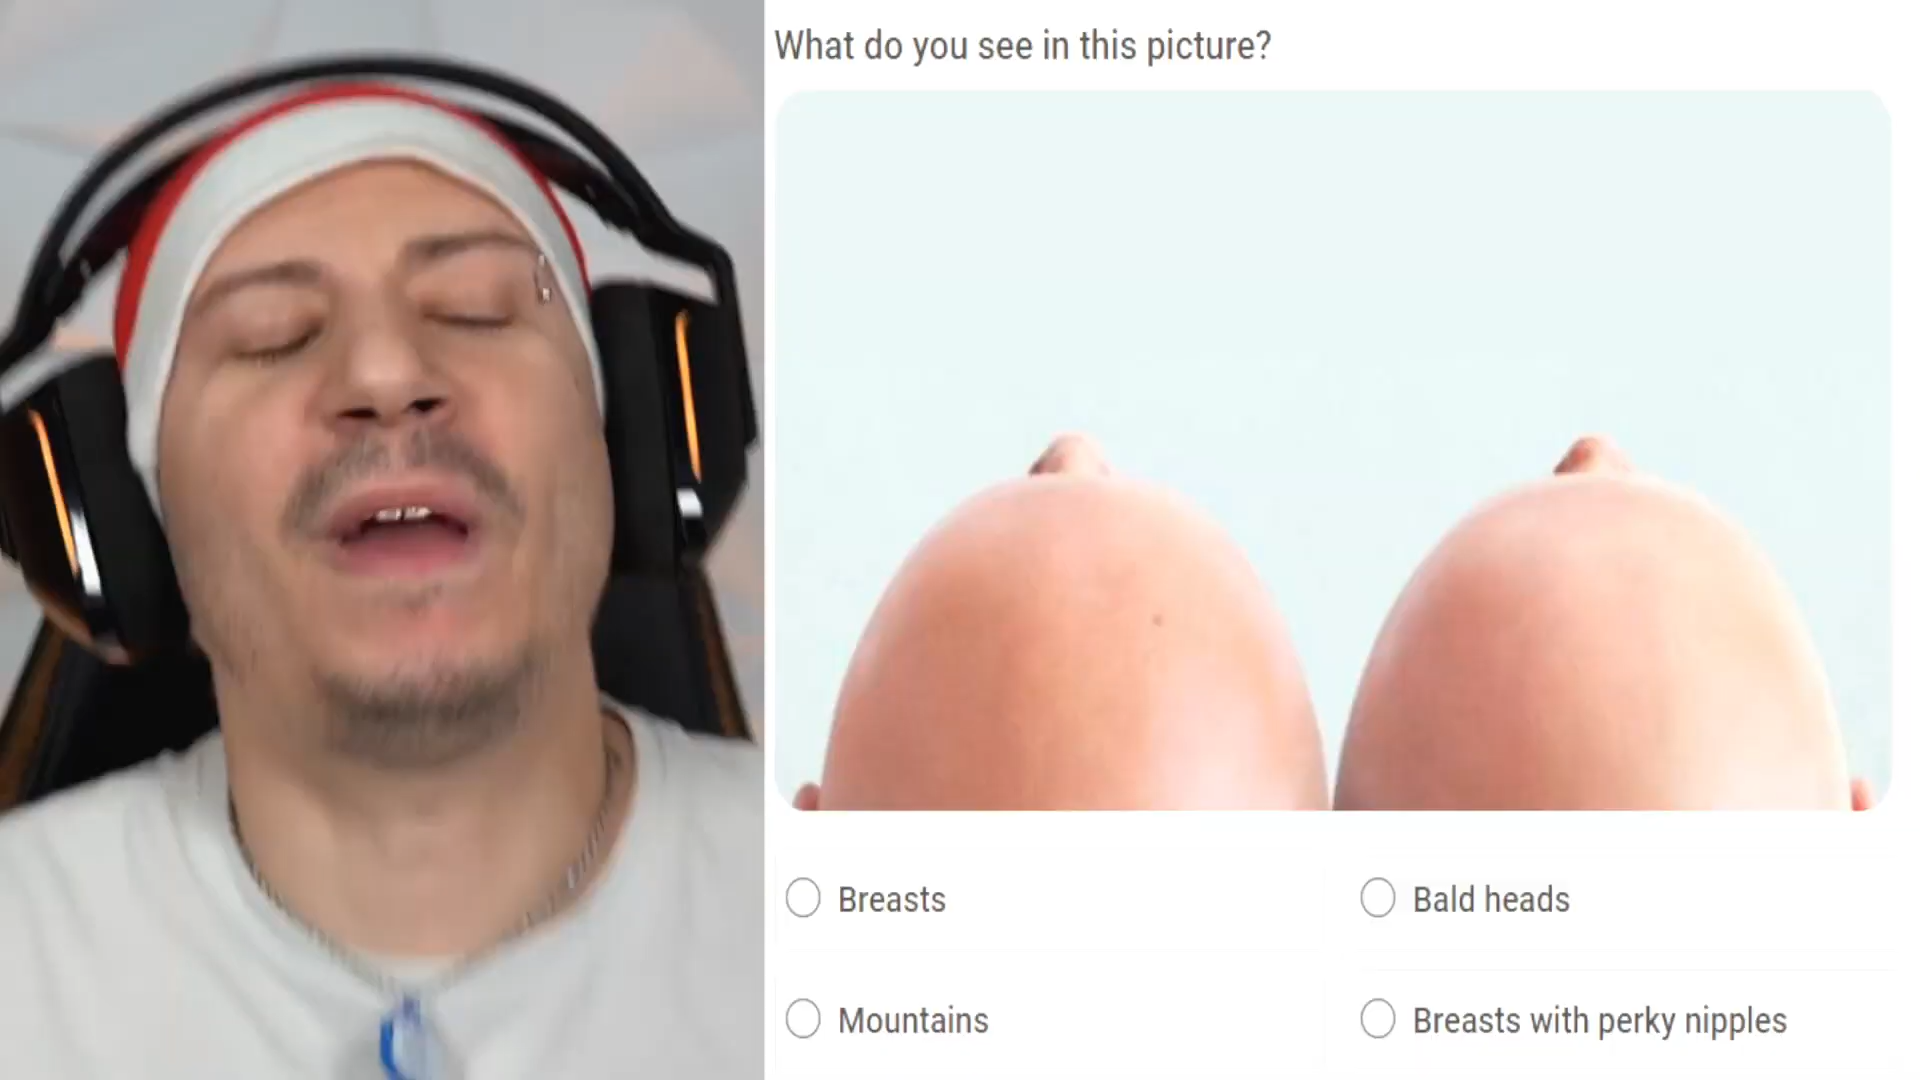 What do you see in this picture?
Breasts
Bald heads
Mountains
Breasts with perky nipples